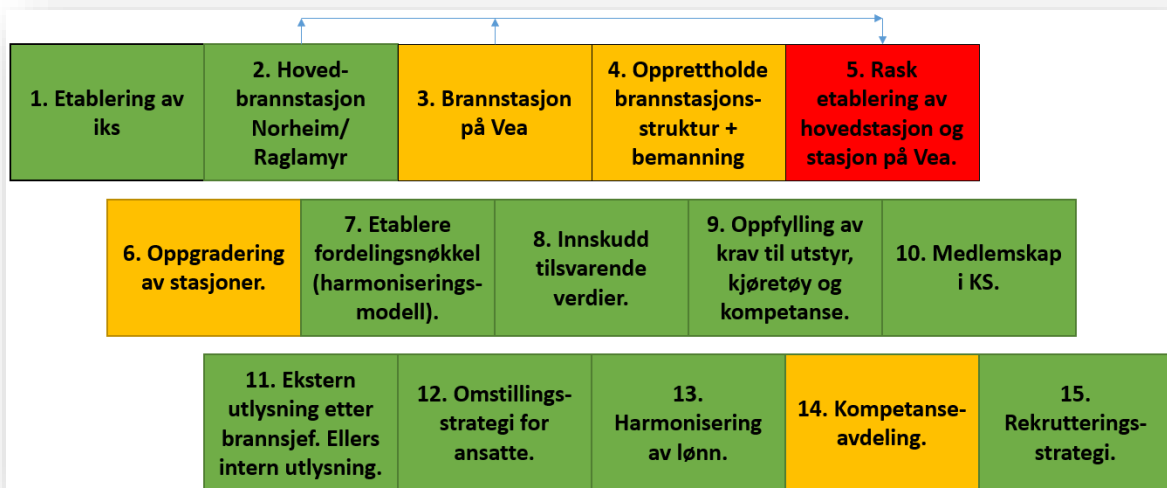 1. Etablering av
iks
2. Hoved-
brannstasjon
Norheim/
Raglamyr
3. Brannstasjon
på Vea
4. Opprettholde
brannstasjons-
struktur +
bemanning
5. Rask
etablering av
hovedstasjon og
stasjon på Vea.
6. Oppgradering
av stasjoner.
7. Etablere
fordelingsnøkkel
(harmoniserings-
modell).
8. Innskudd
tilsvarende
verdier.
9. Oppfylling av
krav til utstyr,
kjøretøy og
kompetanse.
10. Medlemskap
i KS.
11. Ekstern
utlysning etter
brannsjef. Ellers
intern utlysning.
12. Omstillings-
strategi for
ansatte.
13.
Harmonisering
av lønn.
14. Kompetanse-
avdeling.
15.
Rekrutterings-
strategi.